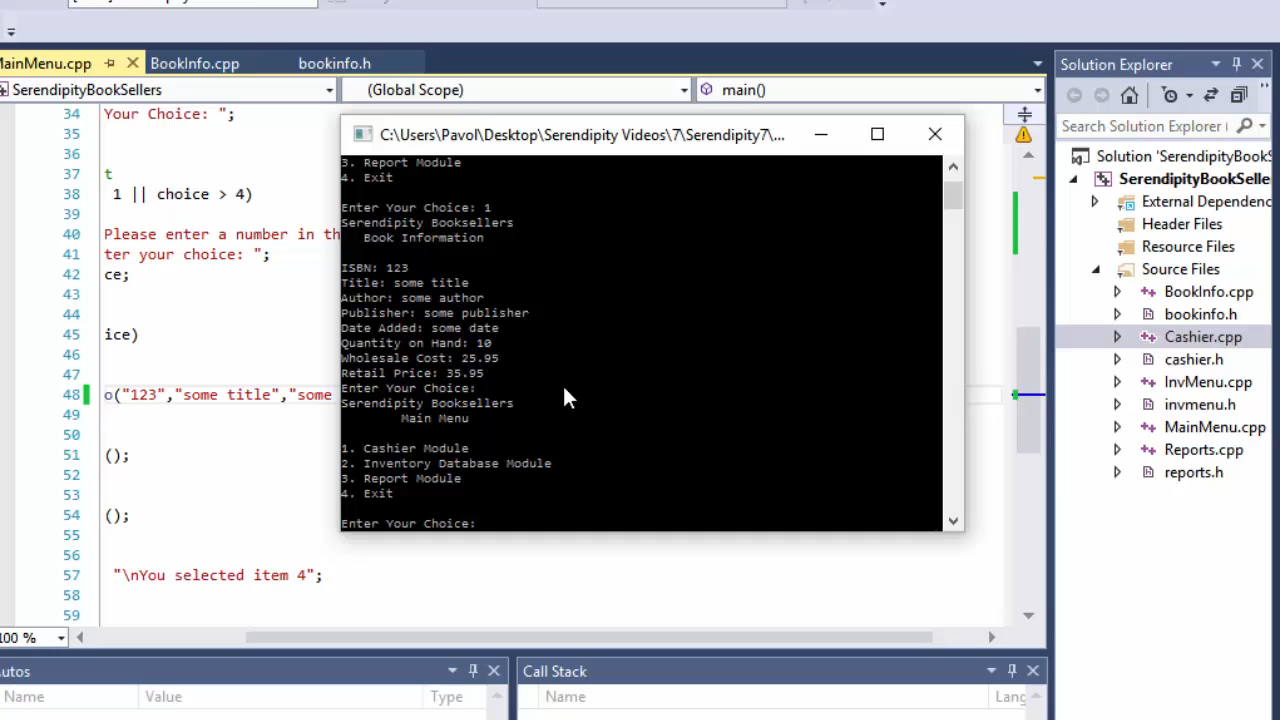 MainMenu.cpp
BookInfo.cpp
bookinfo.h
SerendipityBookSellers
(Global Scope)
main()
34 Your Choice: ";
35
36
37 t
38 1 || choice > 4)
39
40 Please enter a number in th
41 ter your choice: ";
42 ce;
43
44
45 ice)
46
47
48 o("123","some title","some
49
50
51 ();
52
53
54 ();
55
56
57 "\nYou selected item 4";
58
59
100 %
C:\Users\Pavol\Desktop\Serendipity Videos\7\Serendipity7\...
3. Report Module
4. Exit
Enter Your Choice: 1
Serendipity Booksellers
Book Information
ISBN: 123
Title: some title
Author: some author
Publisher: some publisher
Date Added: some date
Quantity on Hand: 10
Wholesale Cost: 25.95
Retail Price: 35.95
Enter Your Choice:
Serendipity Booksellers
Main Menu
1. Cashier Module
2. Inventory Database Module
3. Report Module
4. Exit
Enter Your Choice:
Solution Explorer
Search Solution Explorer (
Solution 'SerendipityBookS
SerendipityBookSelle
External Dependenc
Header Files
Resource Files
Source Files
BookInfo.cpp
bookinfo.h
Cashier.cpp
cashier.h
InvMenu.cpp
invmenu.h
MainMenu.cpp
Reports.cpp
reports.h
Autos
Name Value Type
Call Stack
Name Lang